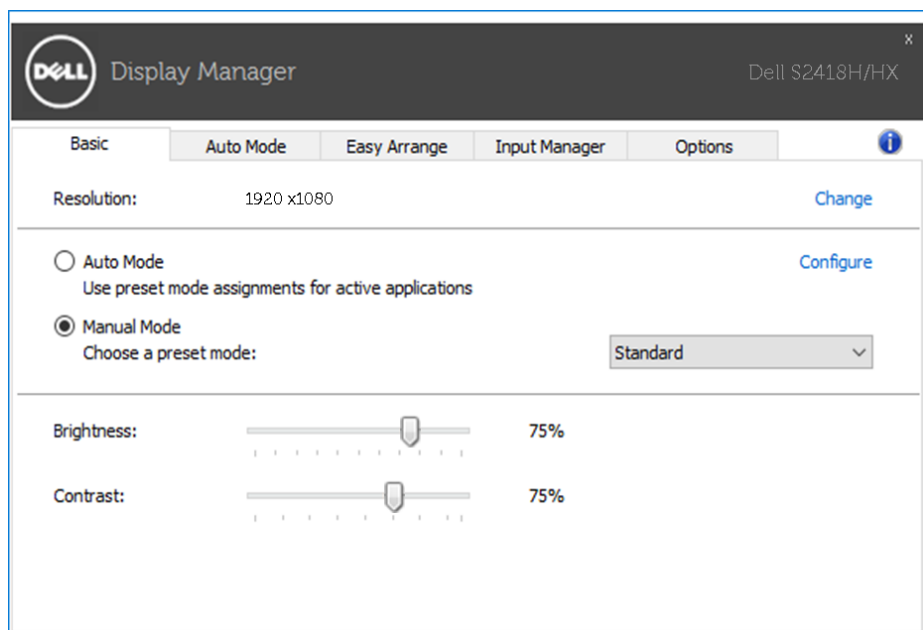 x
DELL Display Manager Dell S2418H/HX
Basic Auto Mode Easy Arrange Input Manager Options i
Resolution: 1920 x1080 Change
Auto Mode Configure
Use preset mode assignments for active applications
Manual Mode
Choose a preset mode: Standard
Brightness: 75%
Contrast: 75%